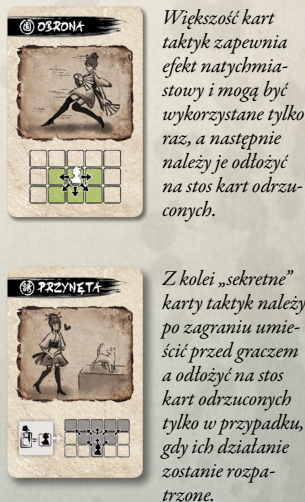 OBRONA
Większość kart
taktyk zapewnia
efekt natychmia-
stowy i mogą być
wykorzystane tylko
raz, a następnie
należy je odłożyć
na stos kart odrzu-
conych.
PRZYNĘTA
Z kolei „sekretne”
karty taktyk należy
po zagraniu umie-
ścić przed graczem
a odłożyć na stos
kart odrzuconych
tylko w przypadku,
gdy ich działanie
zostanie rozpa-
trzone.